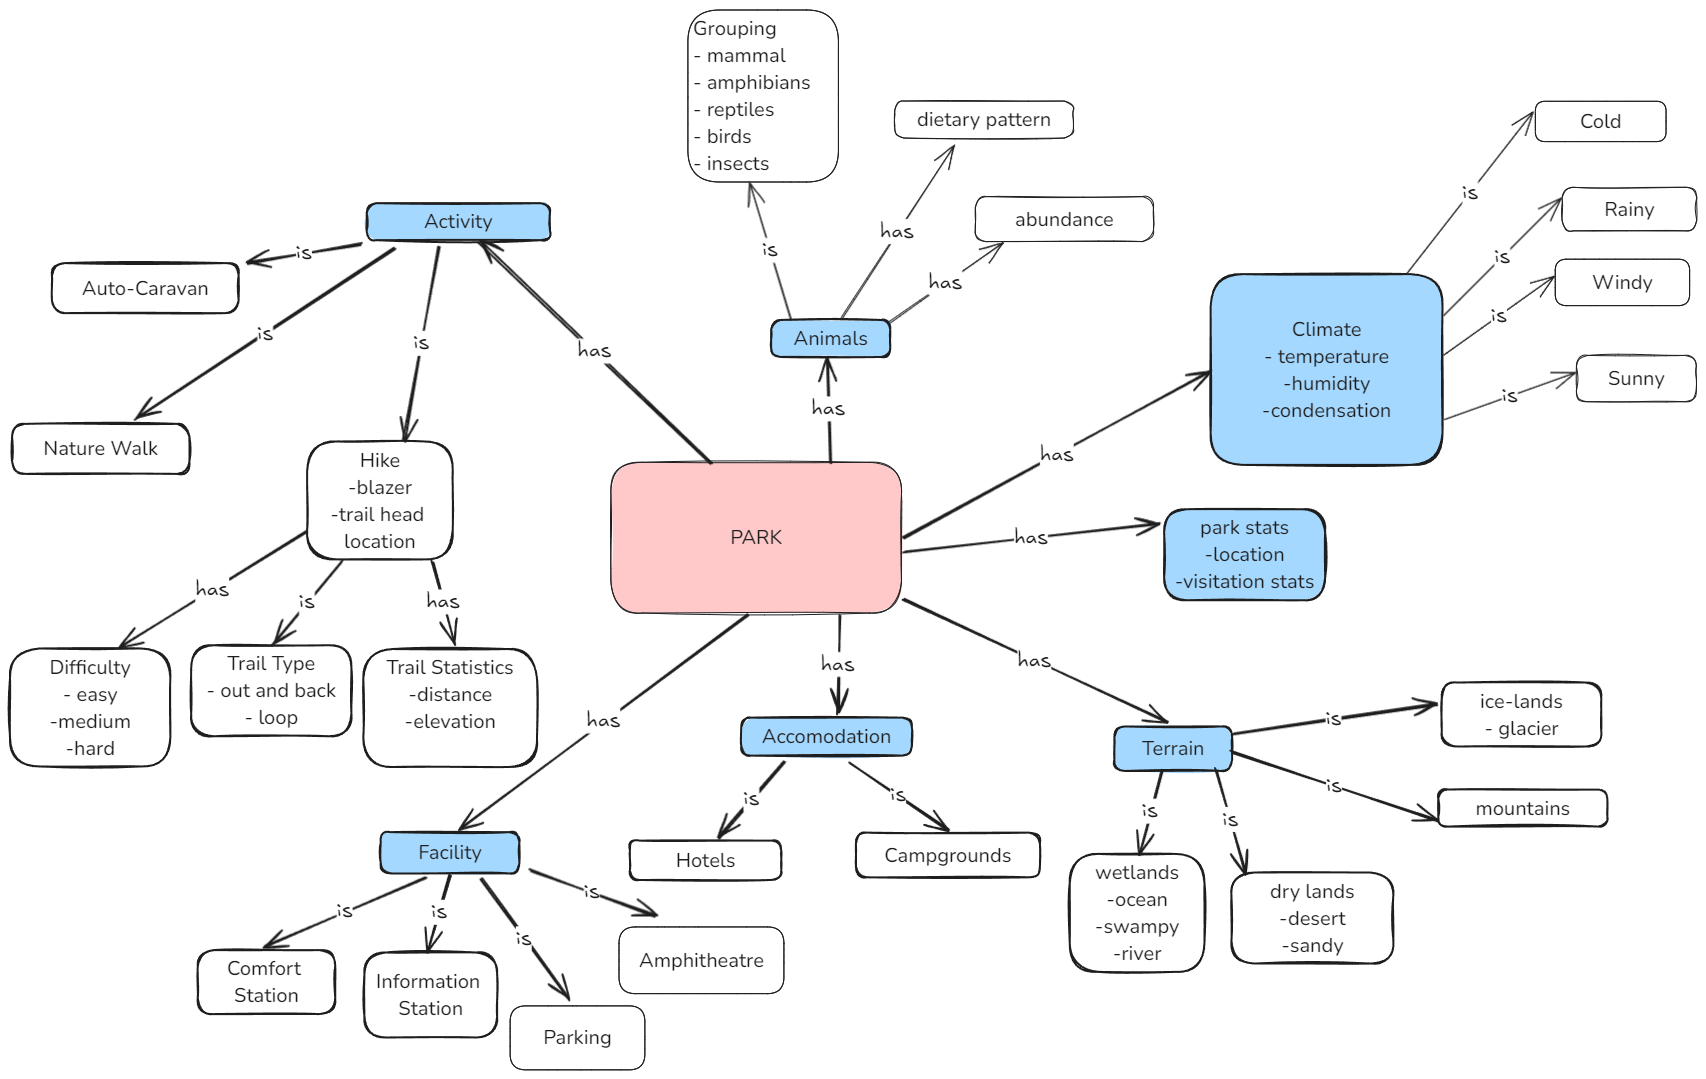 Grouping
- mammal
- amphibians
- reptiles
- birds
- insects
dietary pattern
abundance
is
has
has
Animals
has
Cold
Rainy
Windy
Sunny
is
is
is
is
Climate
- temperature
-humidity
-condensation
has
Activity
is
Auto-Caravan
is
is
has
Nature Walk
Hike
-blazer
-trail head
location
has
is
has
Difficulty
- easy
-medium
-hard
Trail Type
- out and back
- loop
Trail Statistics
-distance
-elevation
PARK
has
park stats
-location
-visitation stats
has
has
has
Accomodation
is
is
Hotels
Campgrounds
Terrain
is
ice-lands
- glacier
is
mountains
is
is
wetlands
-ocean
-swampy
-river
dry lands
-desert
-sandy
Facility
is
is
is
is
Comfort
Station
Information
Station
Parking
Amphitheatre